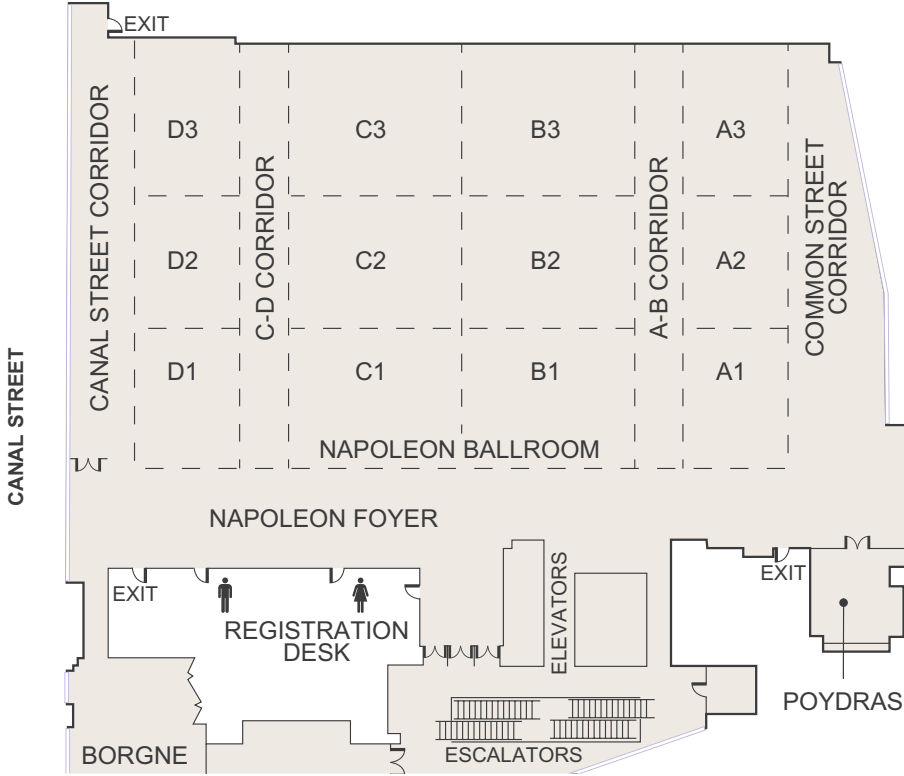 EXIT
CANAL STREET
CANAL STREET CORRIDOR
D3
C-D CORRIDOR
C3
B3
A-B CORRIDOR
A3
COMMON STREET
CORRIDOR
D2
C2
B2
A2
D1
C1
B1
A1
NAPOLEON BALLROOM
NAPOLEON FOYER
EXIT
REGISTRATION
DESK
ELEVATORS
EXIT
POYDRAS
BORGNE
ESCALATORS